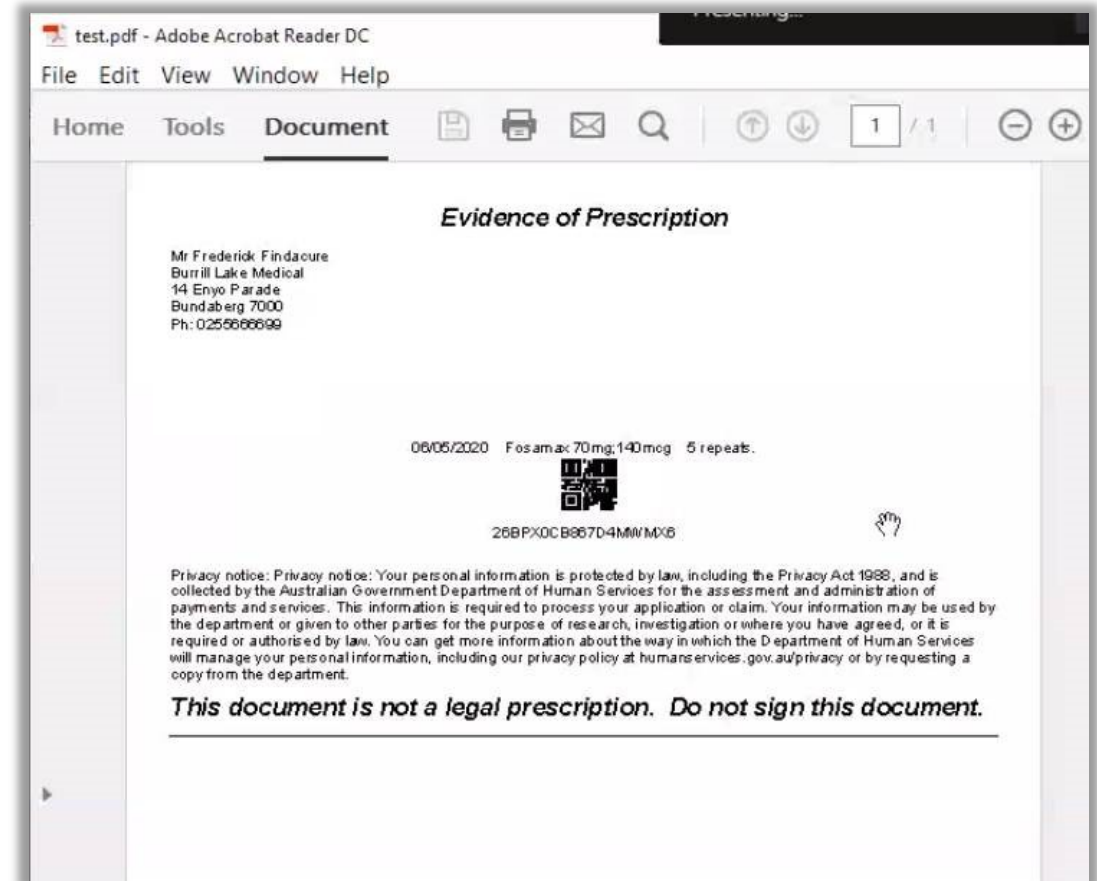 Presenting...
test.pdf - Adobe Acrobat Reader DC
File Edit View Window Help
Home Tools Document 1 / 1
Evidence of Prescription
Mr Frederick Findacure
Burrill Lake Medical
14 Enyo Parade
Bundaberg 7000
Ph: 0255666699
06/05/2020 Fosamax 70mg;140mcg 5 repeats.
26BPX0CB867D4MWMX6
Privacy notice: Privacy notice: Your personal information is protected by law, including the Privacy Act 1988, and is
collected by the Australian Government Department of Human Services for the assessment and administration of
payments and services. This information is required to process your application or claim. Your information may be used by
the department or given to other parties for the purpose of research, investigation or where you have agreed, or it is
required or authorised by law. You can get more information about the way in which the Department of Human Services
will manage your personal information, including our privacy policy at humanservices.gov.au/privacy or by requesting a
copy from the department.
This document is not a legal prescription. Do not sign this document.